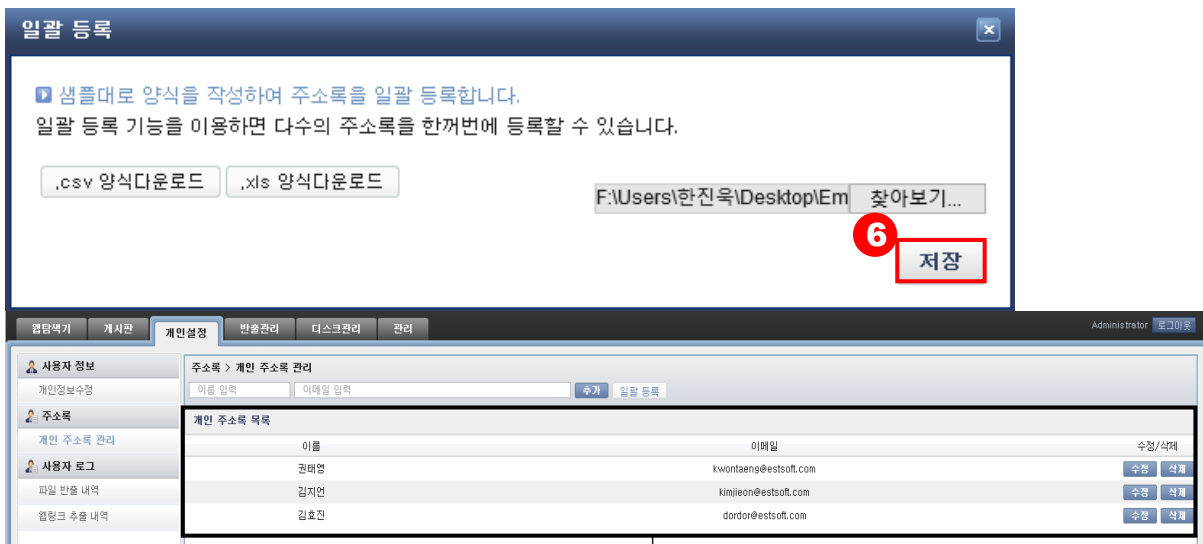 일괄 등록
샘플대로 양식을 작성하여 주소록을 일괄 등록합니다.
일괄 등록 기능을 이용하면 다수의 주소록을 한꺼번에 등록할 수 있습니다.
.csv 양식다운로드 .xls 양식다운로드
F:\Users\한진욱\Desktop\Em 찾아보기...
6
저장
웹탐색기 게시판 개인설정 반출관리 디스크관리 관리 Administrator 로그아웃
사용자 정보
개인정보수정
주소록
개인 주소록 관리
사용자 로그
파일 반출 내역
웹링크 추출 내역
주소록 > 개인 주소록 관리
이름 입력 이메일 입력 추가 일괄 등록
개인 주소록 목록
이름 이메일 수정/삭제
권태영 kwontaeng@estsoft.com 수정 삭제
김지언 kimjieon@estsoft.com 수정 삭제
김효진 dordor@estsoft.com 수정 삭제